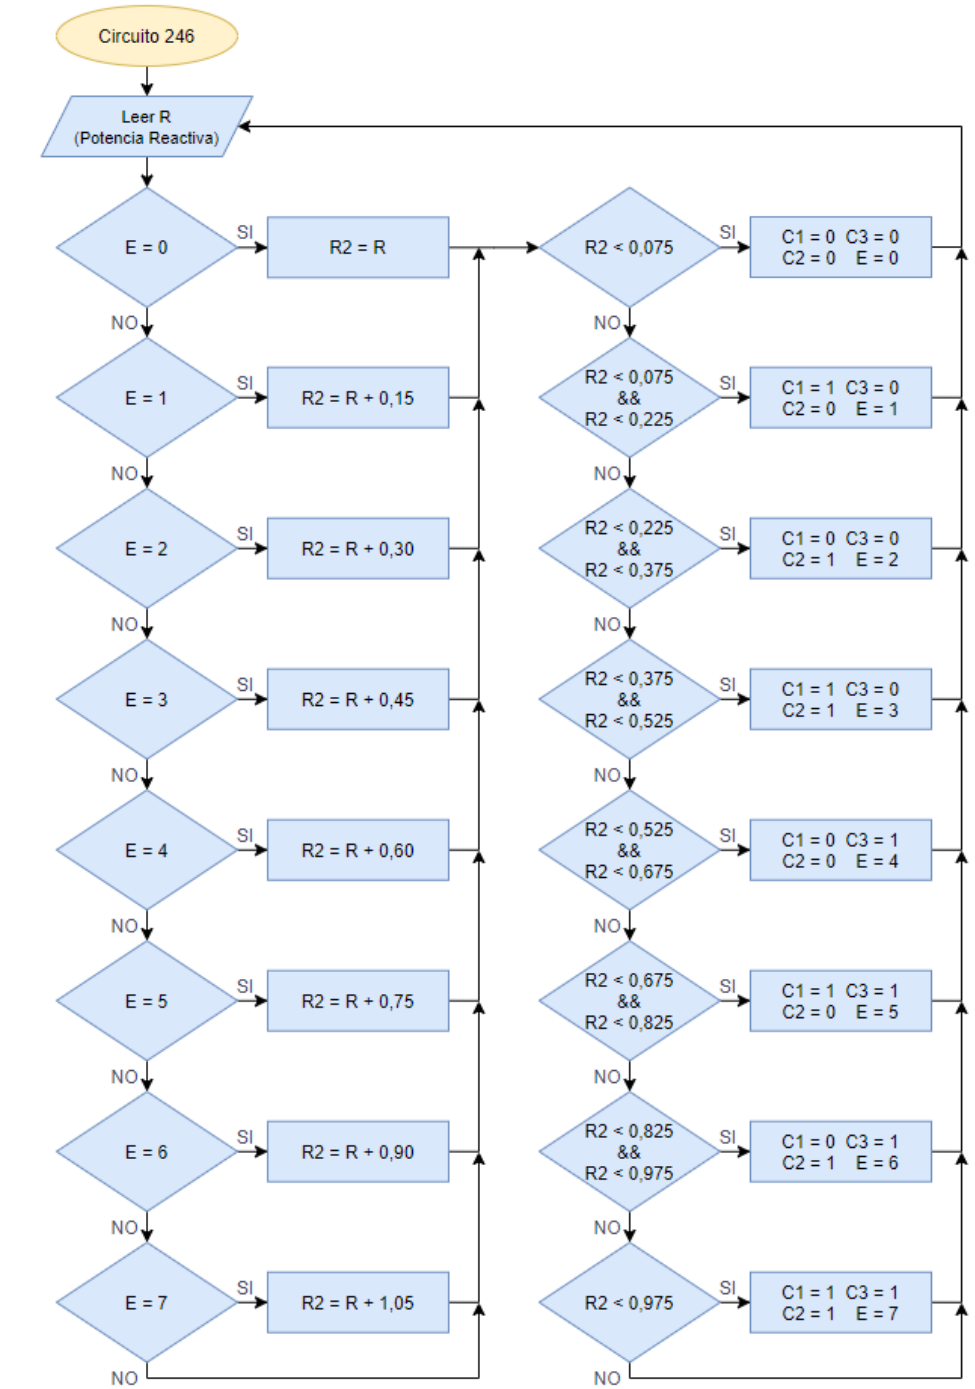 Circuito 246
Leer R
(Potencia Reactiva)
E = 0
SI
R2 = R
NO
E = 1
SI
R2 = R + 0,15
NO
E = 2
SI
R2 = R + 0,30
NO
E = 3
SI
R2 = R + 0,45
NO
E = 4
SI
R2 = R + 0,60
NO
E = 5
SI
R2 = R + 0,75
NO
E = 6
SI
R2 = R + 0,90
NO
E = 7
SI
R2 = R + 1,05
NO
R2 < 0,075
SI
C1 = 0 C3 = 0
C2 = 0 E = 0
NO
R2 < 0,075
&&
R2 < 0,225
SI
C1 = 1 C3 = 0
C2 = 0 E = 1
NO
R2 < 0,225
&&
R2 < 0,375
SI
C1 = 0 C3 = 0
C2 = 1 E = 2
NO
R2 < 0,375
&&
R2 < 0,525
SI
C1 = 1 C3 = 0
C2 = 1 E = 3
NO
R2 < 0,525
&&
R2 < 0,675
SI
C1 = 0 C3 = 1
C2 = 0 E = 4
NO
R2 < 0,675
&&
R2 < 0,825
SI
C1 = 1 C3 = 1
C2 = 0 E = 5
NO
R2 < 0,825
&&
R2 < 0,975
SI
C1 = 0 C3 = 1
C2 = 1 E = 6
NO
R2 < 0,975
SI
C1 = 1 C3 = 1
C2 = 1 E = 7
NO